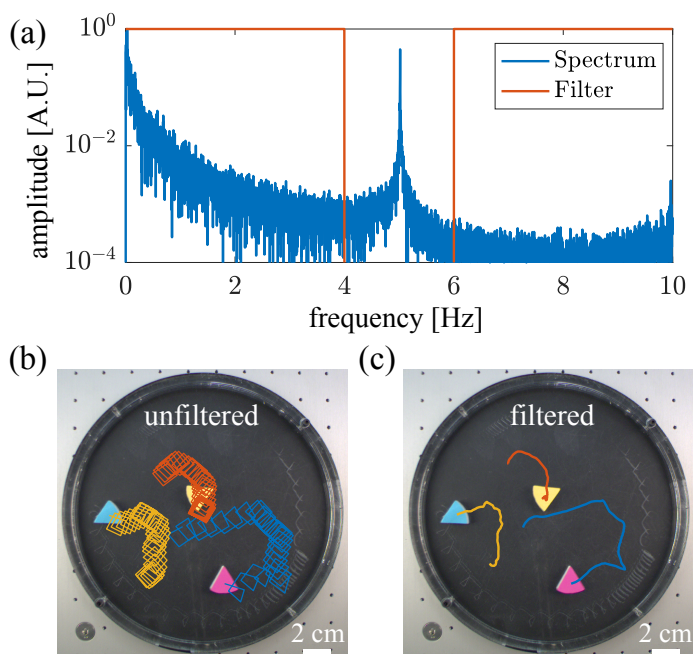 (a)
amplitude [A.U.]
10^0
10^-2
10^-4
Spectrum
Filter
0 2 4 6 8 10
frequency [Hz]
(b) (c)
unfiltered filtered
2 cm 2 cm